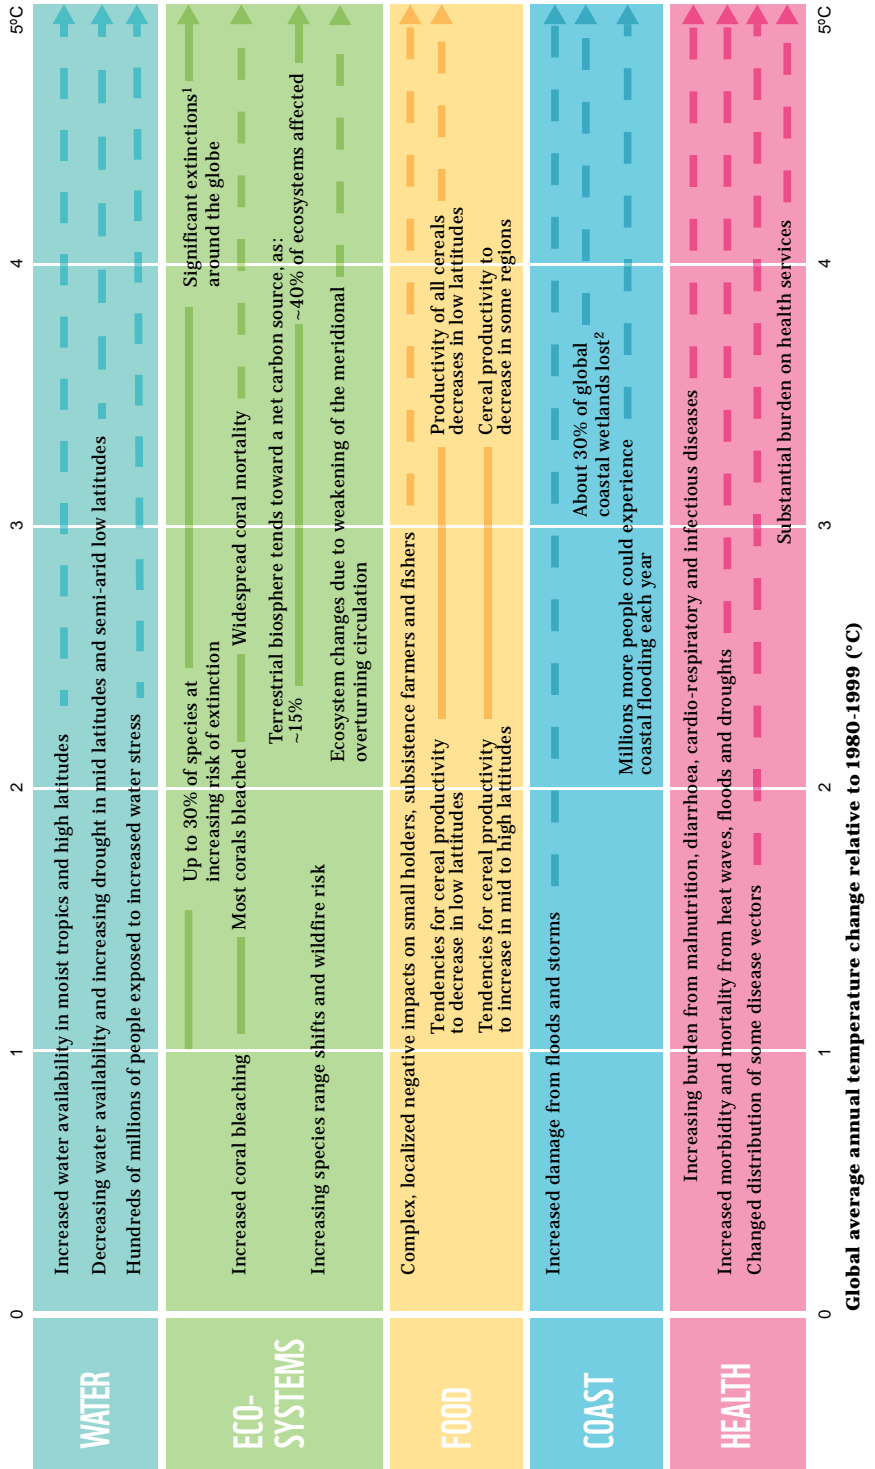 0 1 2 3 4 5ºC
WATER
Increased water availability in moist tropics and high latitudes
Decreasing water availability and increasing drought in mid latitudes and semi-arid low latitudes
Hundreds of millions of people exposed to increased water stress
ECO-
SYSTEMS
Up to 30% of species at
increasing risk of extinction
Significant extinctions¹
around the globe
Increased coral bleaching
Most corals bleached
Widespread coral mortality
Terrestrial biosphere tends toward a net carbon source, as:
~15%
~40% of ecosystems affected
Increasing species range shifts and wildfire risk
Ecosystem changes due to weakening of the meridional
overturning circulation
FOOD
Complex, localized negative impacts on small holders, subsistence farmers and fishers
Tendencies for cereal productivity
to decrease in low lattitudes
Productivity of all cereals
decreases in low lattitudes
Tendencies for cereal productivity
to increase in mid to high lattitudes
Cereal productivity to
decrease in some regions
COAST
Increased damage from floods and storms
About 30% of global
coastal wetlands lost²
Millions more people could experience
coastal flooding each year
HEALTH
Increasing burden from malnutrition, diarrhoea, cardio-respiratory and infectious diseases
Increased morbidity and mortality from heat waves, floods and droughts
Changed distribution of some disease vectors
Substantial burden on health services
0 1 2 3 4 5ºC
Global average annual temperature change relative to 1980-1999 (°C)